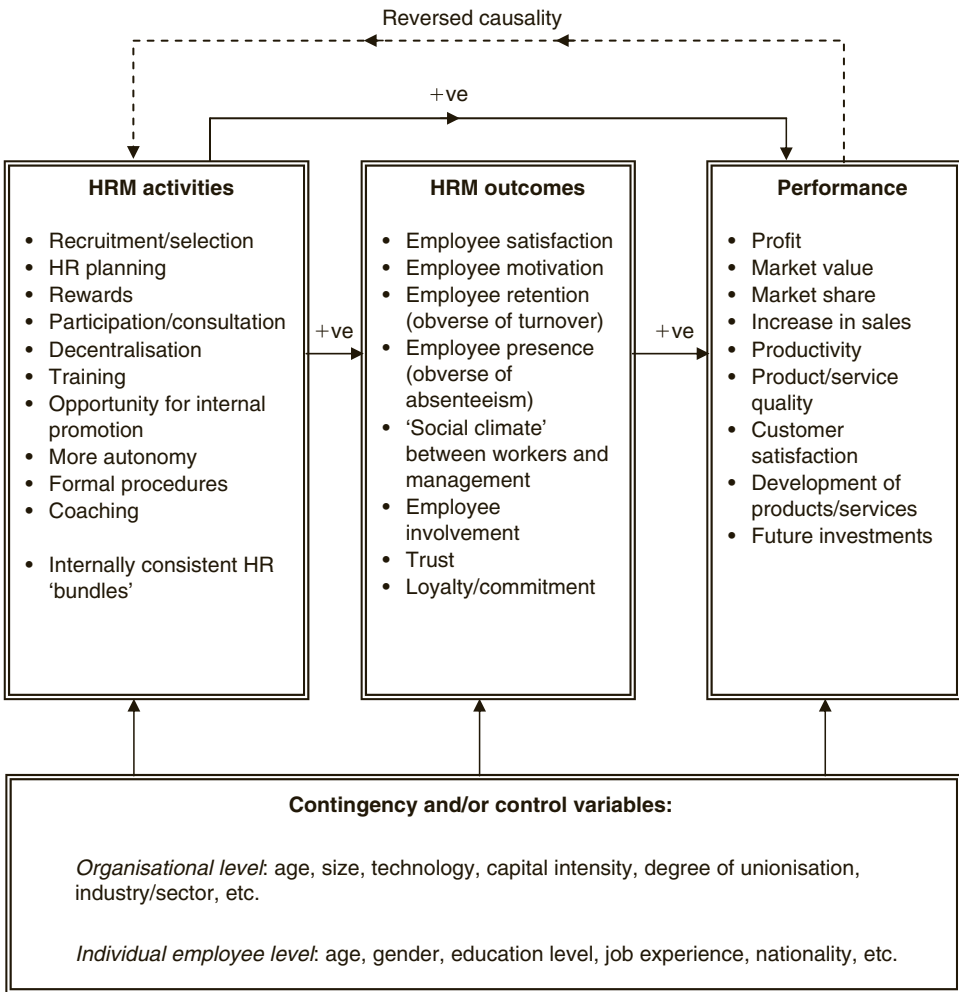 Reversed causality
+ve
HRM activities
• Recruitment/selection
• HR planning
• Rewards
• Participation/consultation
• Decentralisation
• Training
• Opportunity for internal
promotion
• More autonomy
• Formal procedures
• Coaching
• Internally consistent HR
‘bundles’
+ve
HRM outcomes
• Employee satisfaction
• Employee motivation
• Employee retention
(obverse of turnover)
• Employee presence
(obverse of
absenteeism)
• ‘Social climate’
between workers and
management
• Employee
involvement
• Trust
• Loyalty/commitment
+ve
Performance
• Profit
• Market value
• Market share
• Increase in sales
• Productivity
• Product/service
quality
• Customer
satisfaction
• Development of
products/services
• Future investments
Contingency and/or control variables:
Organisational level: age, size, technology, capital intensity, degree of unionisation,
industry/sector, etc.
Individual employee level: age, gender, education level, job experience, nationality, etc.